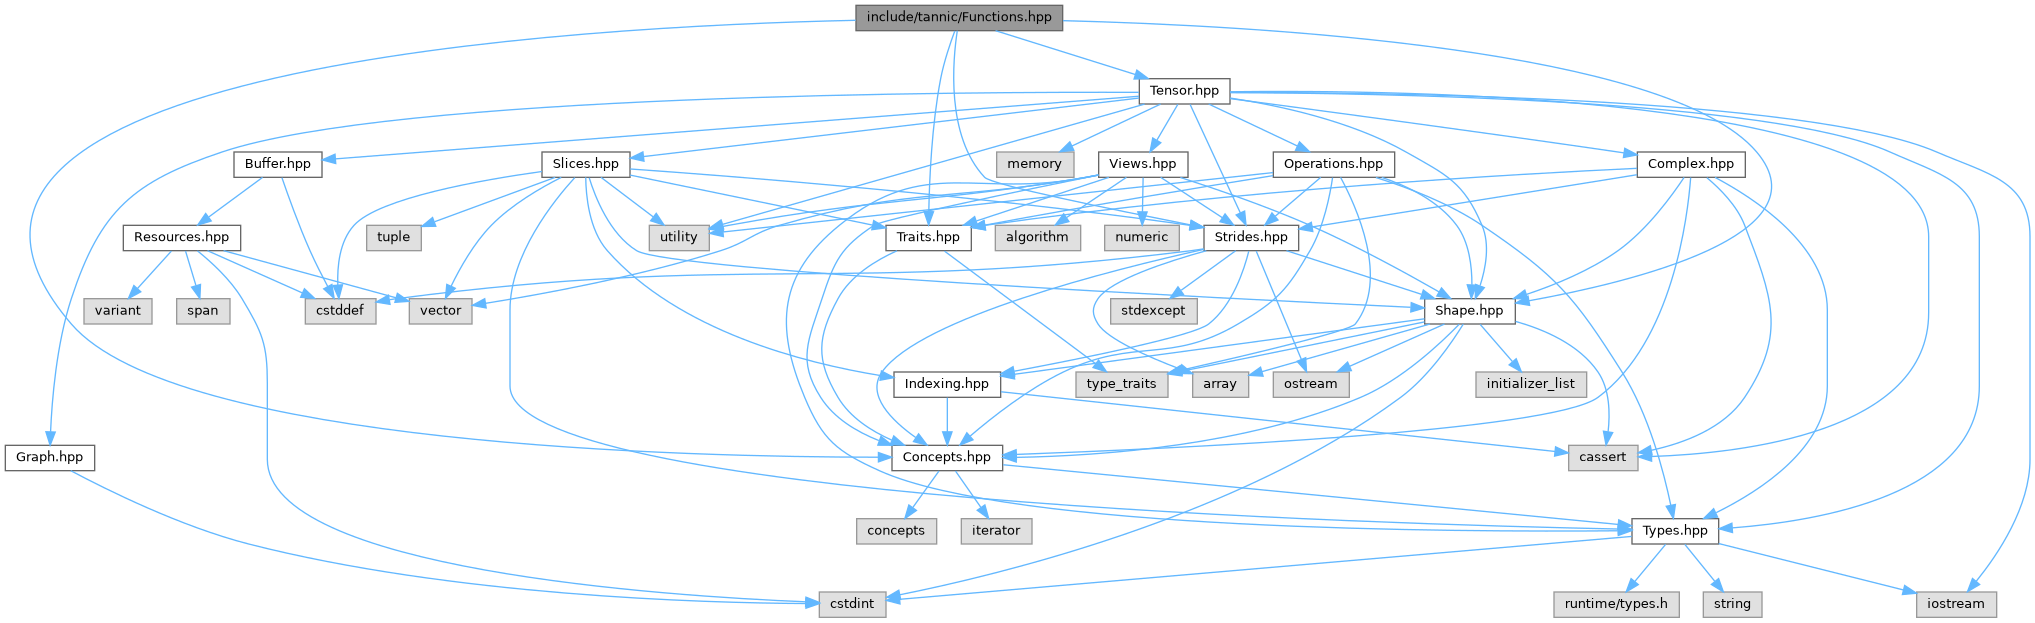 include/tannic/Functions.hpp
Tensor.hpp
Buffer.hpp
Slices.hpp
memory
Views.hpp
Operations.hpp
Complex.hpp
Resources.hpp
tuple
utility
Traits.hpp
algorithm
numeric
Strides.hpp
variant
span
cstddef
vector
stdexcept
Shape.hpp
Indexing.hpp
type_traits
array
ostream
initializer_list
Graph.hpp
Concepts.hpp
cassert
concepts
iterator
Types.hpp
cstdint
runtime/types.h
string
iostream